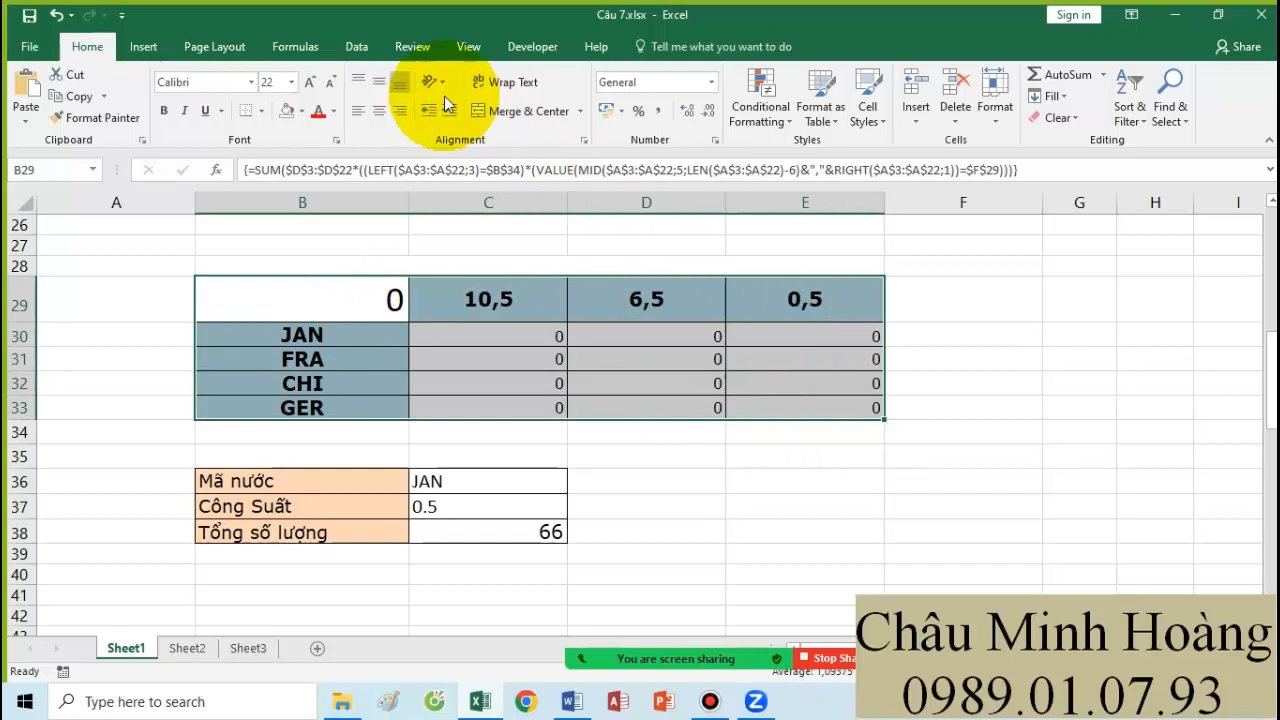 Câu 7.xlsx - Excel
Sign in
File Home Insert Page Layout Formulas Data Review View Developer Help Tell me what you want to do Share
Paste Cut Copy Format Painter Clipboard
Calibri 22 B I U A Font
Wrap Text Merge & Center Alignment
General % Number
Conditional Formatting Format as Table Cell Styles Styles
Insert Delete Format Cells
AutoSum Fill Clear Sort & Filter Find & Select Editing
B29 fx {=SUM($D$3:$D$22*((LEFT($A$3:$A$22;3)=$B$34)*(VALUE(MID($A$3:$A$22;5;LEN($A$3:$A$22)-6)&","&RIGHT($A$3:$A$22;1))=$F$29)))}
A B C D E F G H I
26
27
28
29 0 10,5 6,5 0,5
30 JAN 0 0 0
31 FRA 0 0 0
32 CHI 0 0 0
33 GER 0 0 0
34
35
36 Mã nước JAN
37 Công Suất 0.5
38 Tổng số lượng 66
39
40
41
42
Sheet1 Sheet2 Sheet3
You are screen sharing Stop Sha
Ready Average: 1,09375
Type here to search
Châu Minh Hoàng
0989.01.07.93